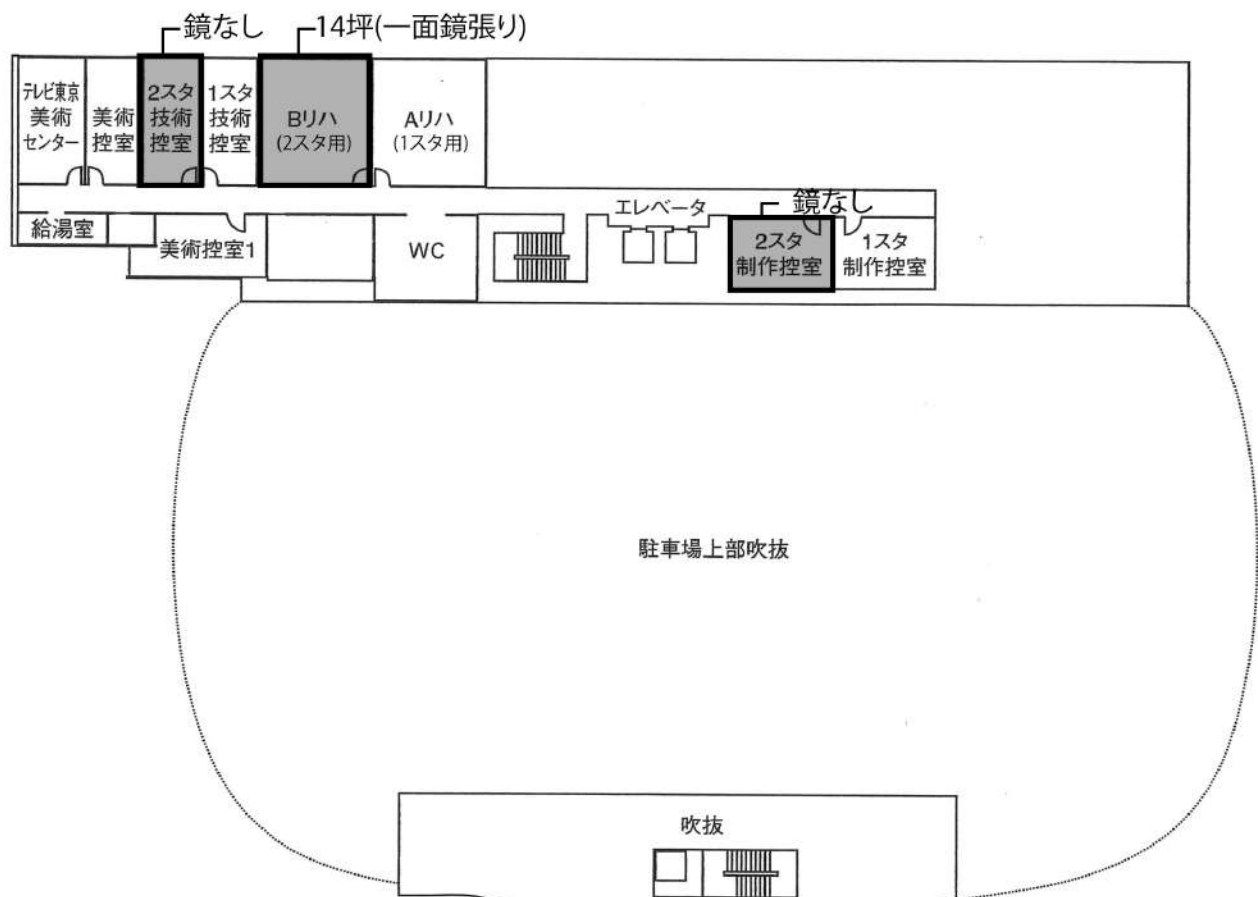 鏡なし
14坪(一面鏡張り)
テレビ東京
美術
センター
美術
控室
2スタ
技術
控室
1スタ
技術
控室
Bリハ
(2スタ用)
Aリハ
(1スタ用)
給湯室
美術控室1
WC
エレベータ
鏡なし
2スタ
制作控室
1スタ
制作控室
駐車場上部吹抜
吹抜